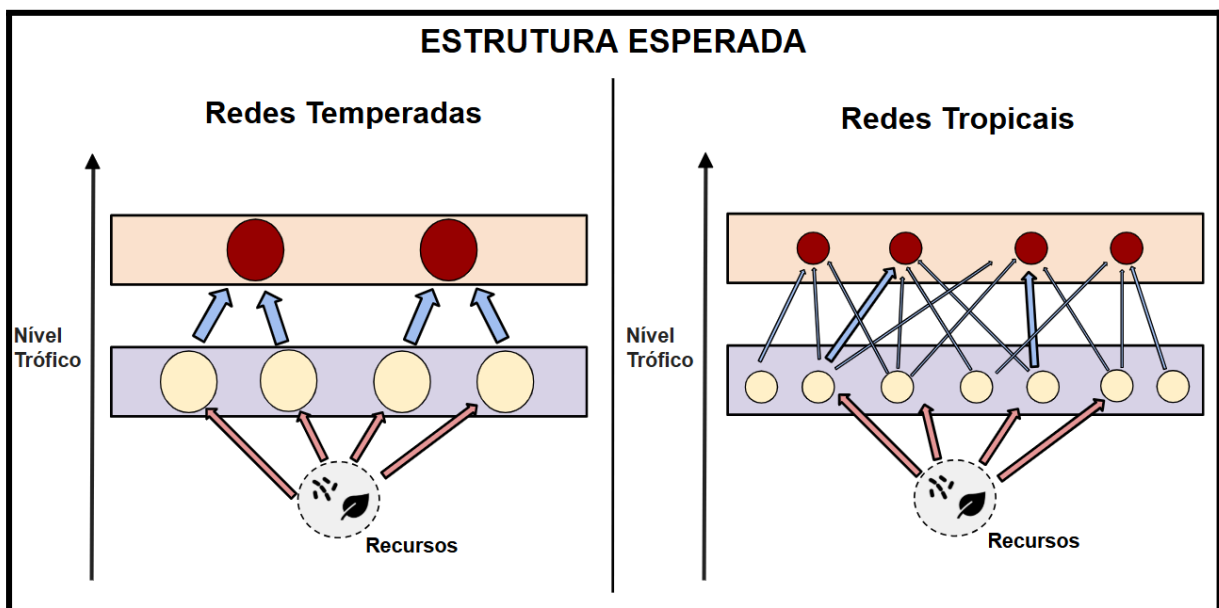 ESTRUTURA ESPERADA
Redes Temperadas
Nível
Trófico
Recursos
Redes Tropicais
Nível
Trófico
Recursos